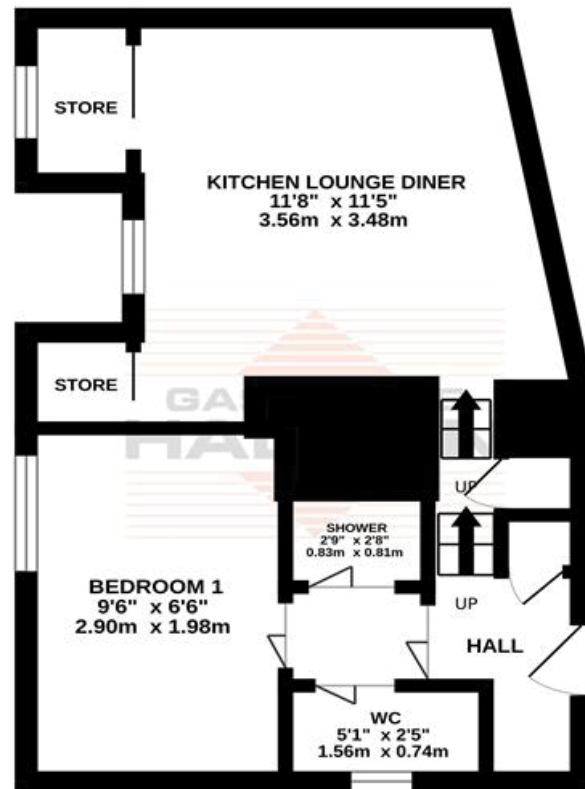 STORE
KITCHEN LOUNGE DINER
11'8" x 11'5"
3.56m x 3.48m
STORE
UP
SHOWER
2'9" x 2'8"
0.83m x 0.81m
BEDROOM 1
9'6" x 6'6"
2.90m x 1.98m
UP
HALL
WC
5'1" x 2'5"
1.56m x 0.74m